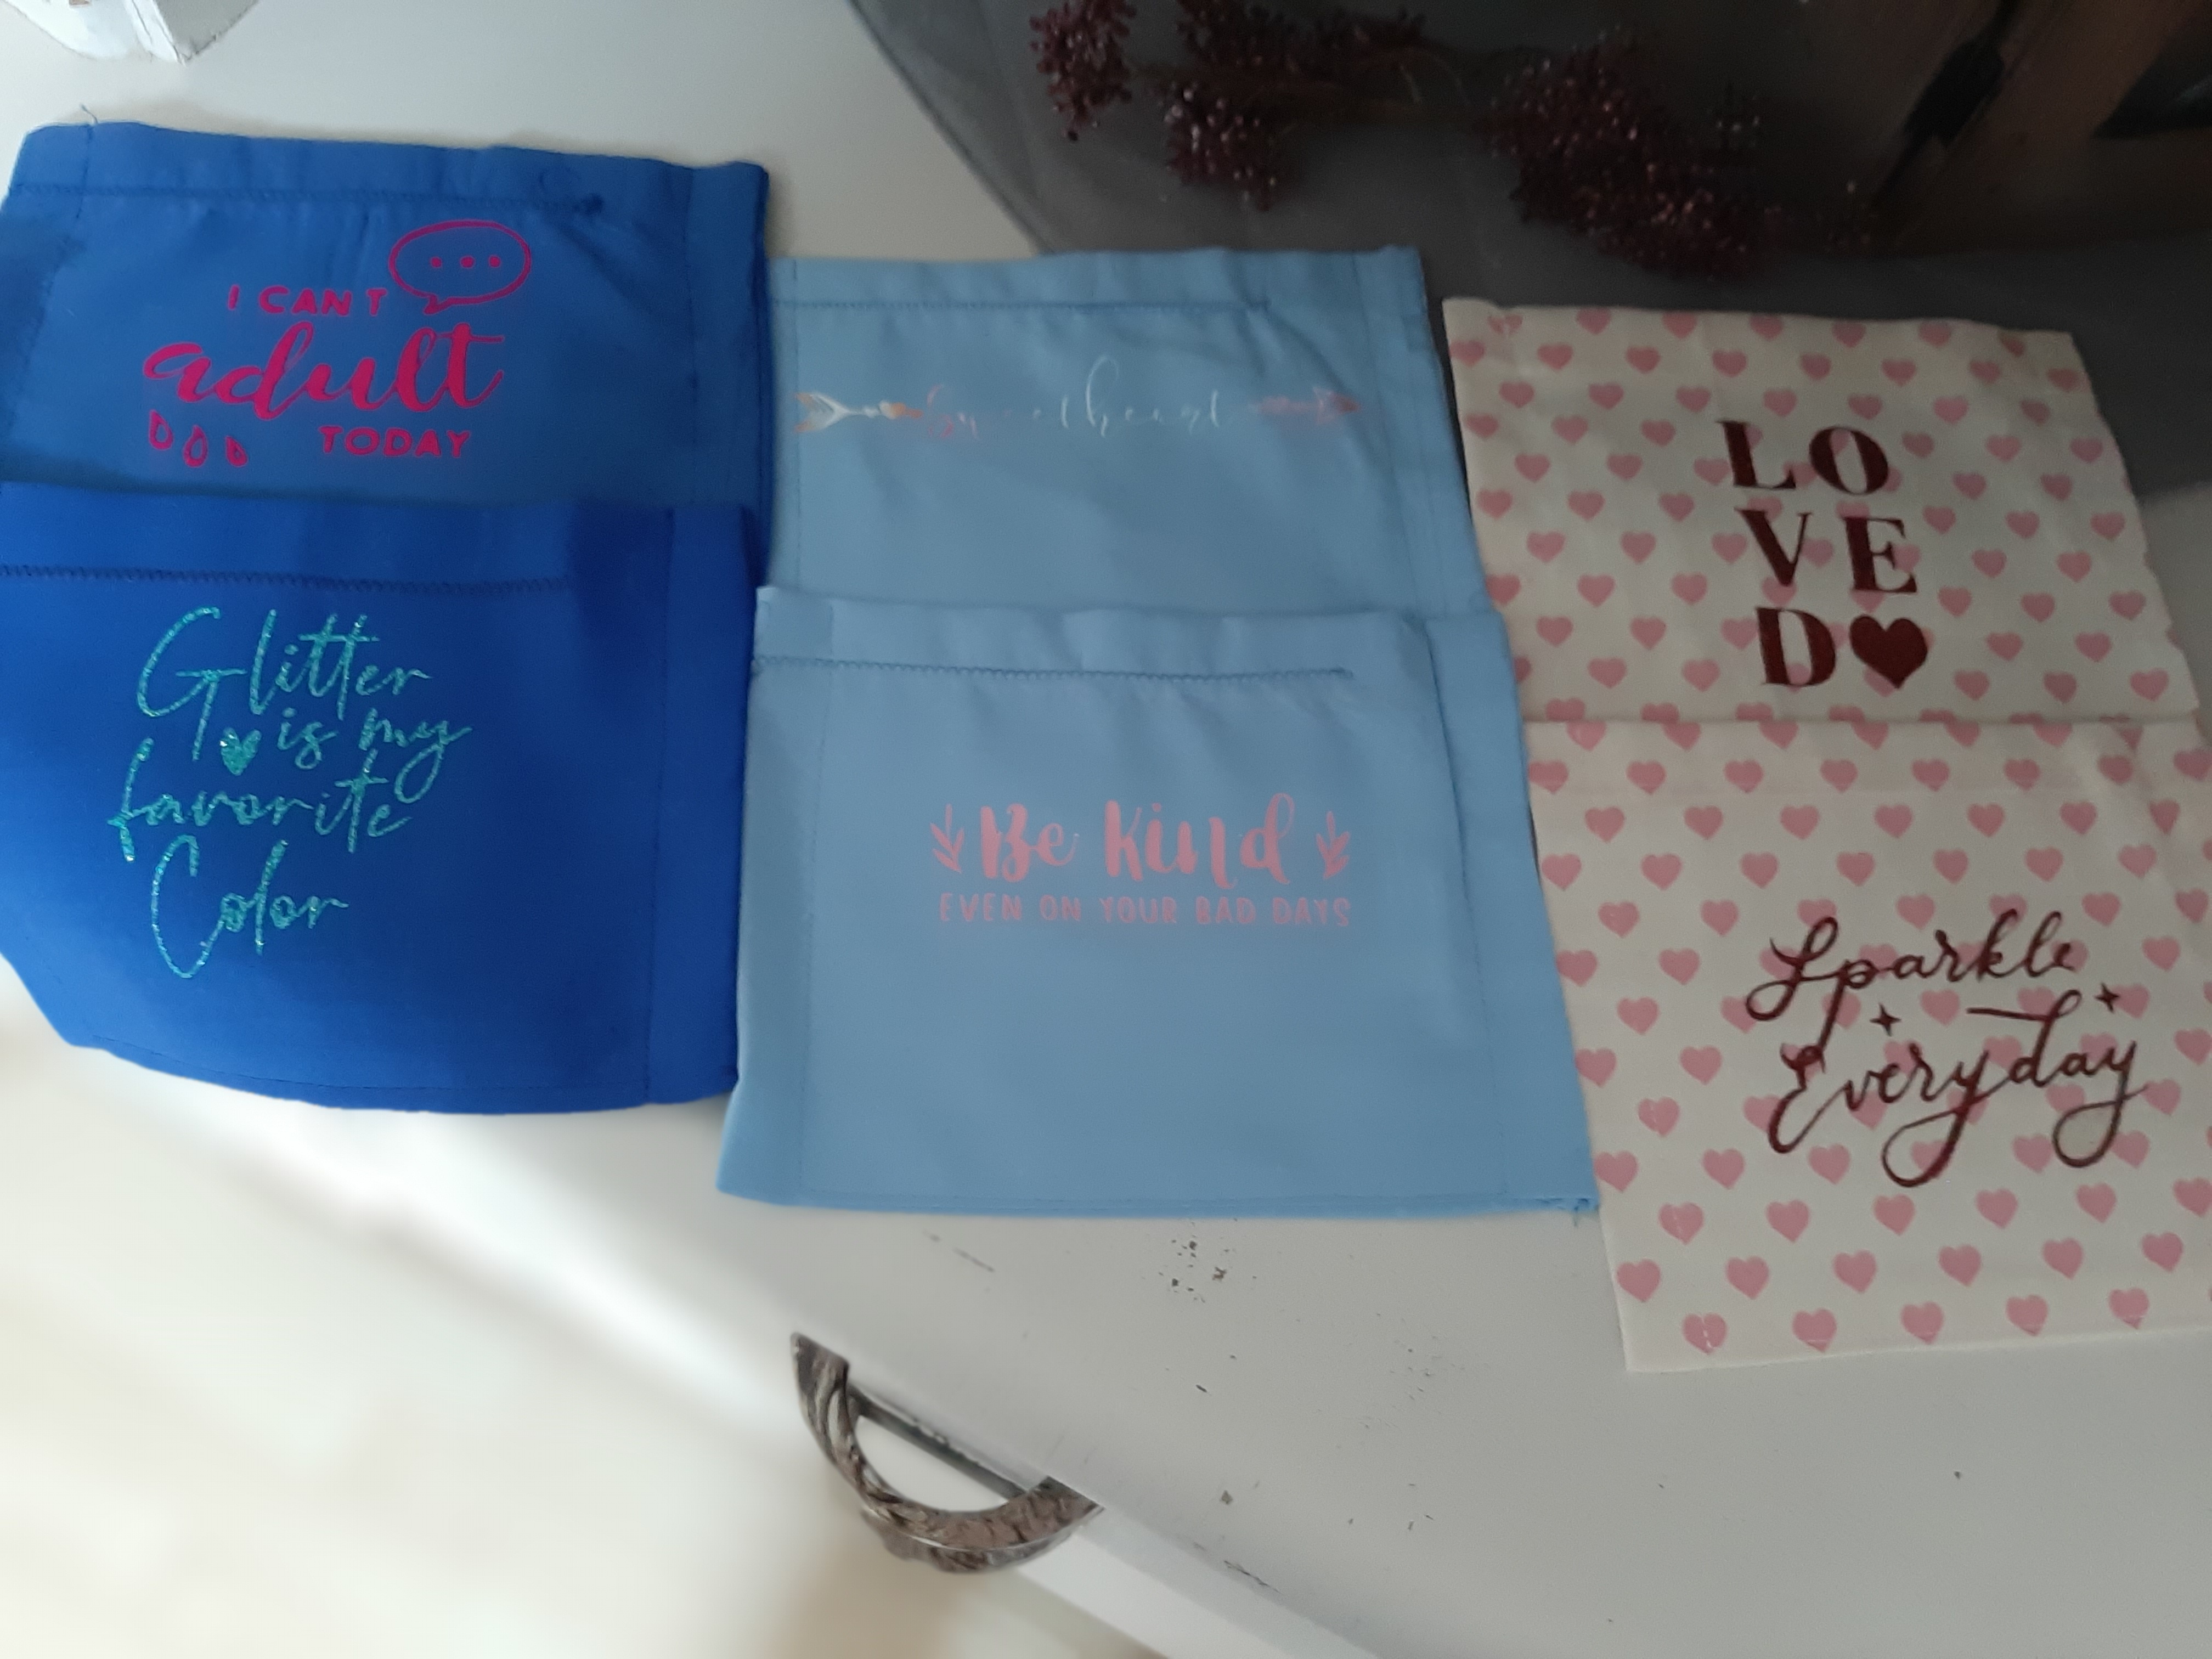 I CAN'T
adult
TODAY
Glitter
is my
favorite
Color
Sweetheart
Be Kind
EVEN ON YOUR BAD DAYS
LO
VE
D
Sparkle
Everyday